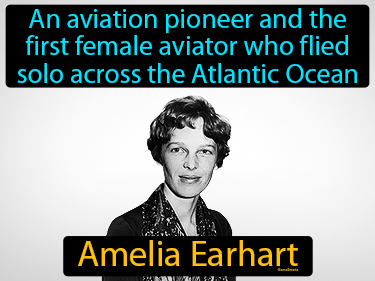 An aviation pioneer and the
first female aviator who flied
solo across the Atlantic Ocean
Amelia Earhart